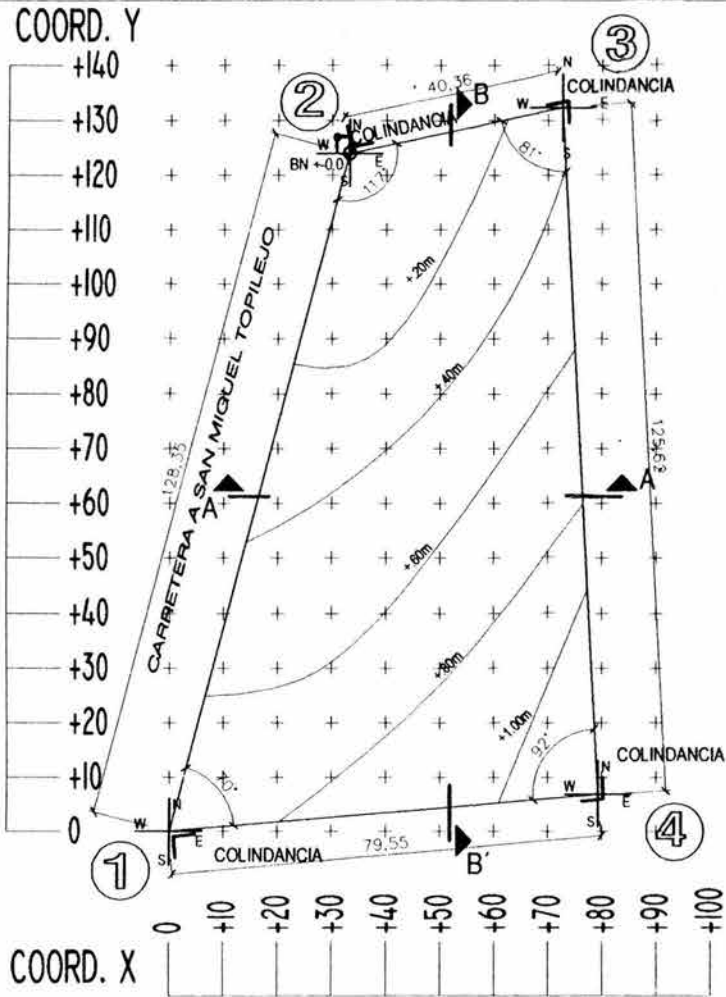 COORD. Y
+140
+130
+120
+110
+100
+90
+80
+70
+60
+50
+40
+30
+20
+10
0
2
3
N
40.36
B
COLINDANCIA
W
E
S
81°
N
COLINDANCIA
W
E
S
BN +-0.0
117°
+.20m
+.40m
CARRETERA A SAN MIGUEL TOPILEJO
128.35
125.62
A
A
+.60m
+.80m
+1.00m
92°
COLINDANCIA
N
W
E
S
4
70°
N
W
E
S
1
COLINDANCIA
79.55
B'
0
+10
+20
+30
+40
+50
+60
+70
+80
+90
+100
COORD. X